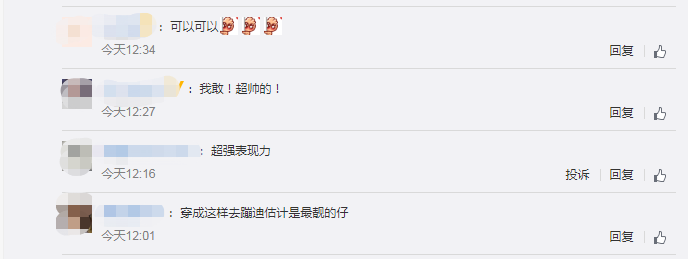 ：可以可以
今天12:34
回复
：我敢！超帅的！
今天12:27
回复
：超强表现力
今天12:16
投诉 回复
：穿成这样去蹦迪估计是最靓的仔
今天12:01
回复